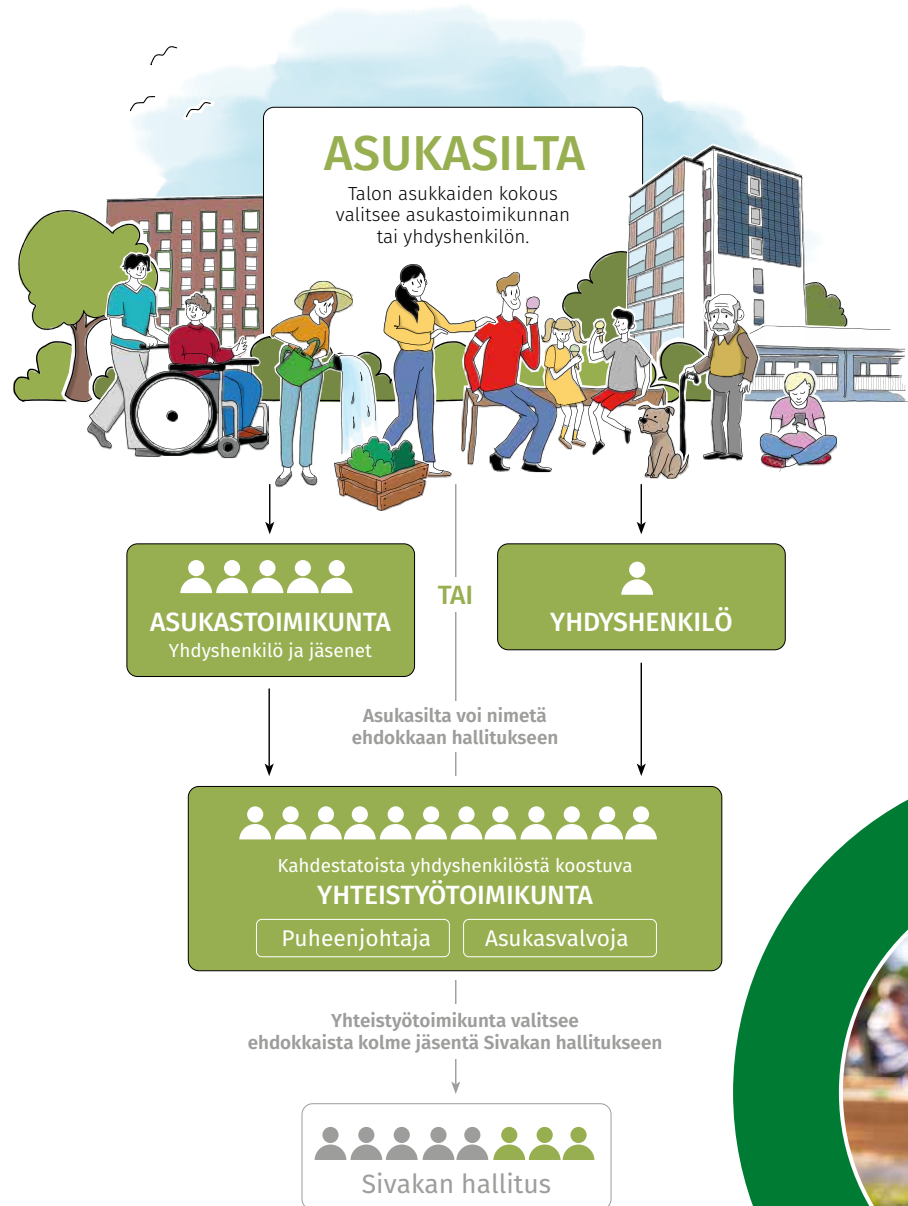 ASUKASILTA
Talon asukkaiden kokous
valitsee asukastoimikunnan
tai yhdyshenkilön.
ASUKASTOIMIKUNTA
Yhdyshenkilö ja jäsenet
TAI
YHDYSHENKILÖ
Asukasilta voi nimetä
ehdokkaan hallitukseen
Kahdestatoista yhdyshenkilöstä koostuva
YHTEISTYÖTOIMIKUNTA
Puheenjohtaja
Asukasvalvoja
Yhteistyötoimikunta valitsee
ehdokkaista kolme jäsentä Sivakan hallitukseen
Sivakan hallitus